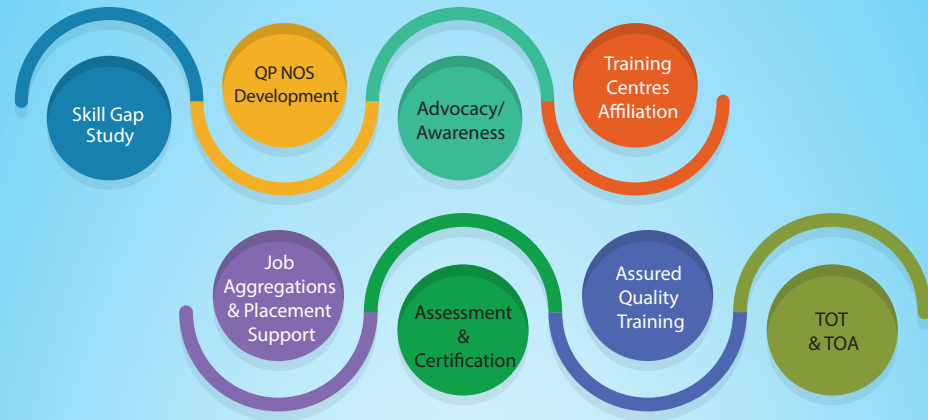 Skill Gap
Study
QP NOS
Development
Advocacy/
Awareness
Training
Centres
Affiliation
Job
Aggregations
& Placement
Support
Assessment
&
Certification
Assured
Quality
Training
TOT
& TOA